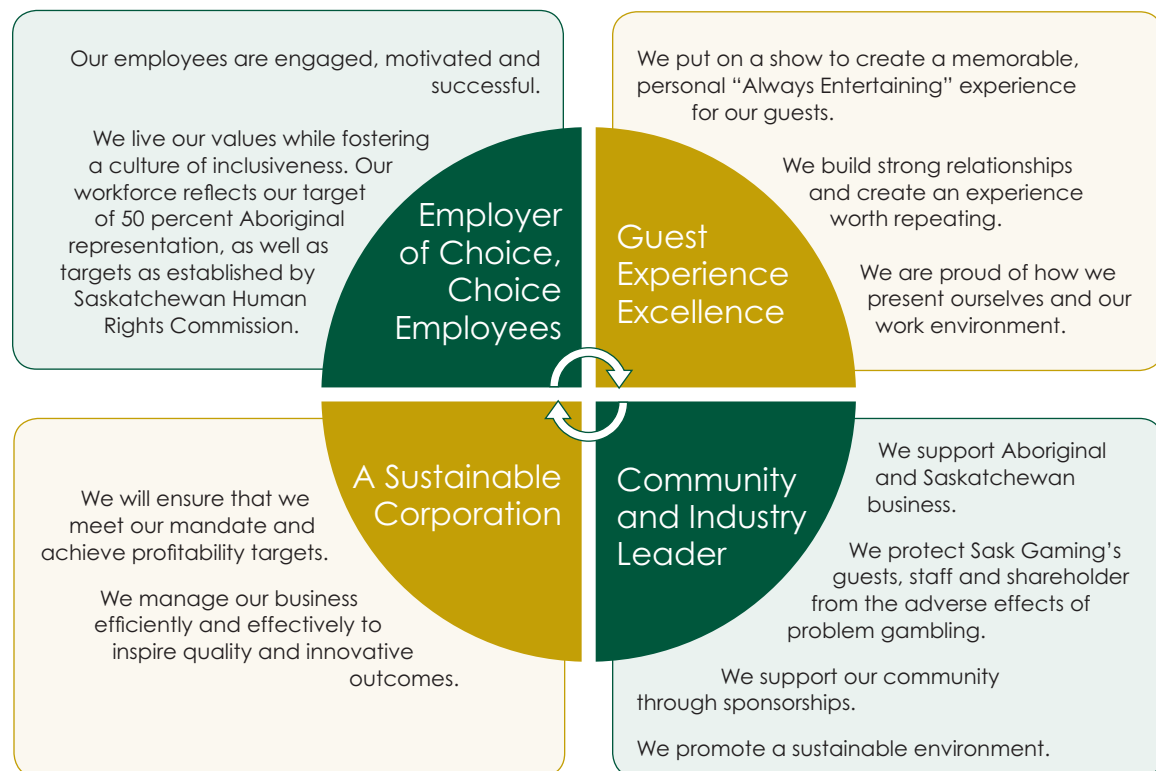 Our employees are engaged, motivated and
successful.
We live our values while fostering
a culture of inclusiveness. Our
workforce reflects our target
of 50 percent Aboriginal
representation, as well as
targets as established by
Saskatchewan Human
Rights Commission.
Employer
of Choice,
Choice
Employees
We put on a show to create a memorable,
personal “Always Entertaining” experience
for our guests.
We build strong relationships
and create an experience
worth repeating.
We are proud of how we
present ourselves and our
work environment.
Guest
Experience
Excellence
We will ensure that we
meet our mandate and
achieve profitability targets.
We manage our business
efficiently and effectively to
inspire quality and innovative
outcomes.
A Sustainable
Corporation
Community
and Industry
Leader
We support Aboriginal
and Saskatchewan
business.
We protect Sask Gaming’s
guests, staff and shareholder
from the adverse effects of
problem gambling.
We support our community
through sponsorships.
We promote a sustainable environment.